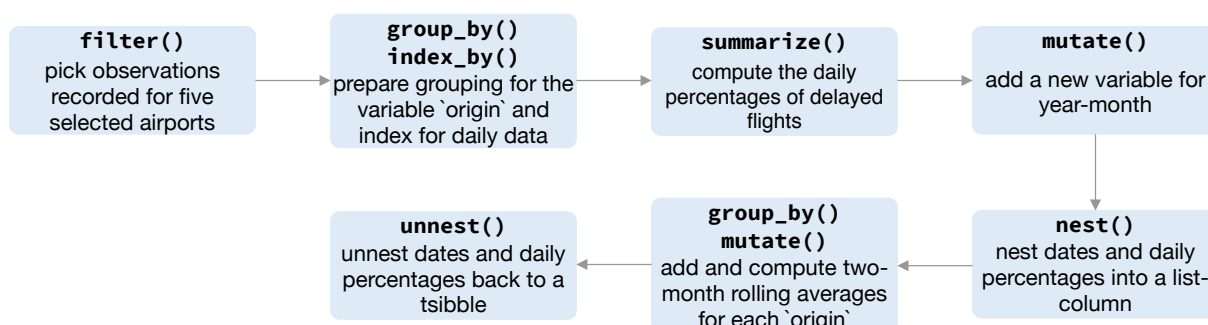 filter()
pick observations
recorded for five
selected airports
group_by()
index_by()
prepare grouping for the
variable `origin` and
index for daily data
summarize()
compute the daily
percentages of delayed
flights
mutate()
add a new variable for
year-month
nest()
nest dates and daily
percentages into a list-
column
group_by()
mutate()
add and compute two-
month rolling averages
for each `origin`
unnest()
unnest dates and daily
percentages back to a
tsibble